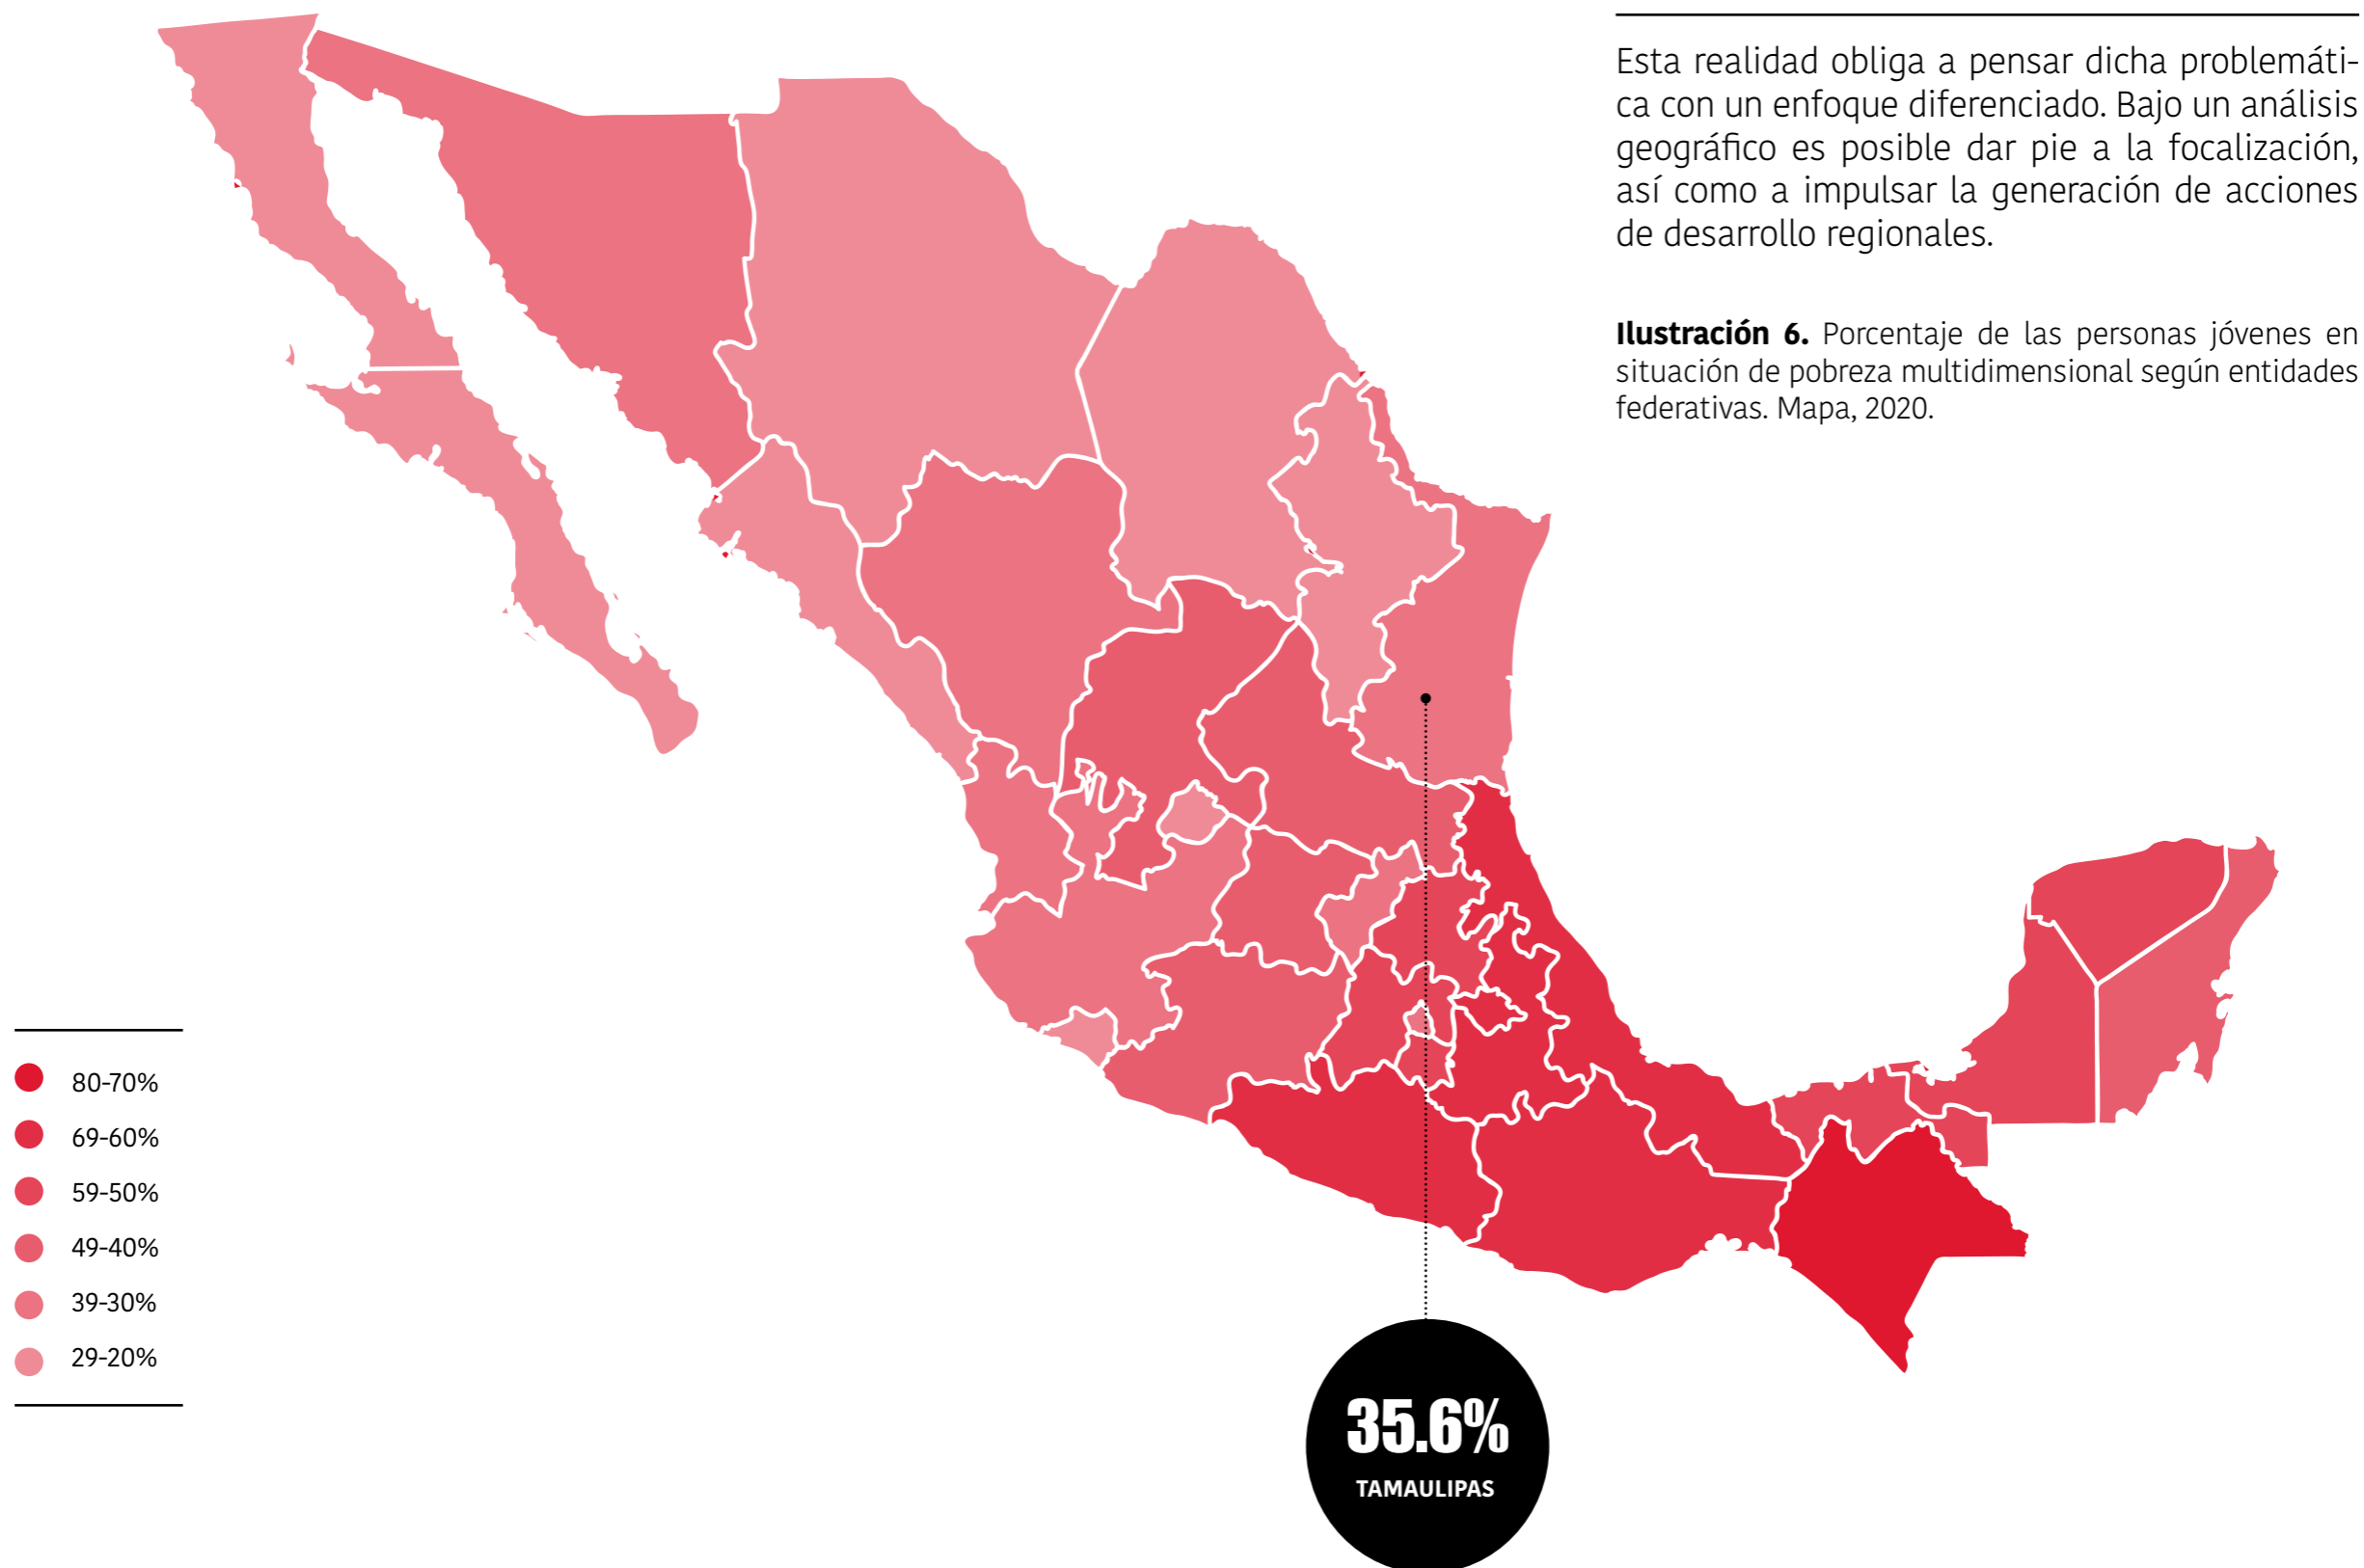 Esta realidad obliga a pensar dicha problemáti-
ca con un enfoque diferenciado. Bajo un análisis
geográfico es posible dar pie a la focalización,
así como a impulsar la generación de acciones
de desarrollo regionales.
Ilustración 6. Porcentaje de las personas jóvenes en
situación de pobreza multidimensional según entidades
federativas. Mapa, 2020.
80-70%
69-60%
59-50%
49-40%
39-30%
29-20%
35.6%
TAMAULIPAS